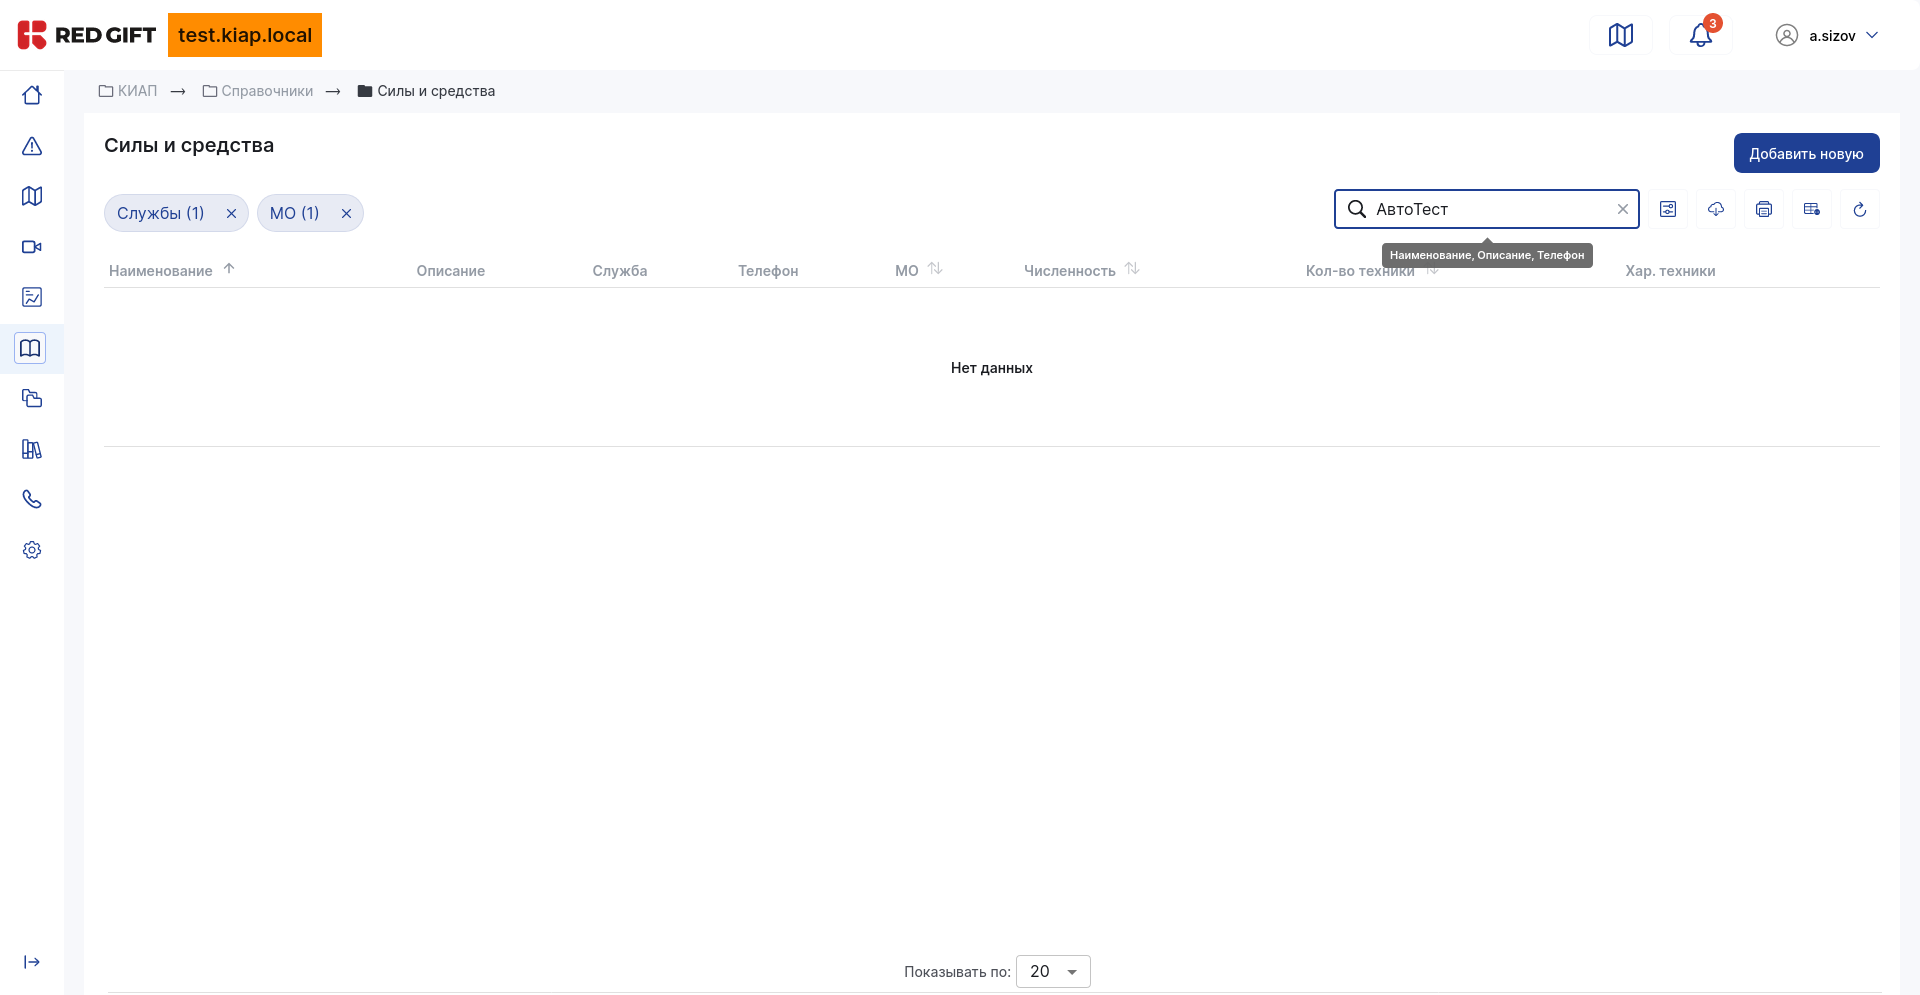 RED GIFT
test.kiap.local
3
a.sizov
КИАП → Справочники → Силы и средства
Силы и средства
Добавить новую
Службы (1)
МО (1)
АвтоТест
Наименование, Описание, Телефон
Наименование
Описание
Служба
Телефон
МО
Численность
Кол-во техники
Хар. техники
Нет данных
Показывать по: 20